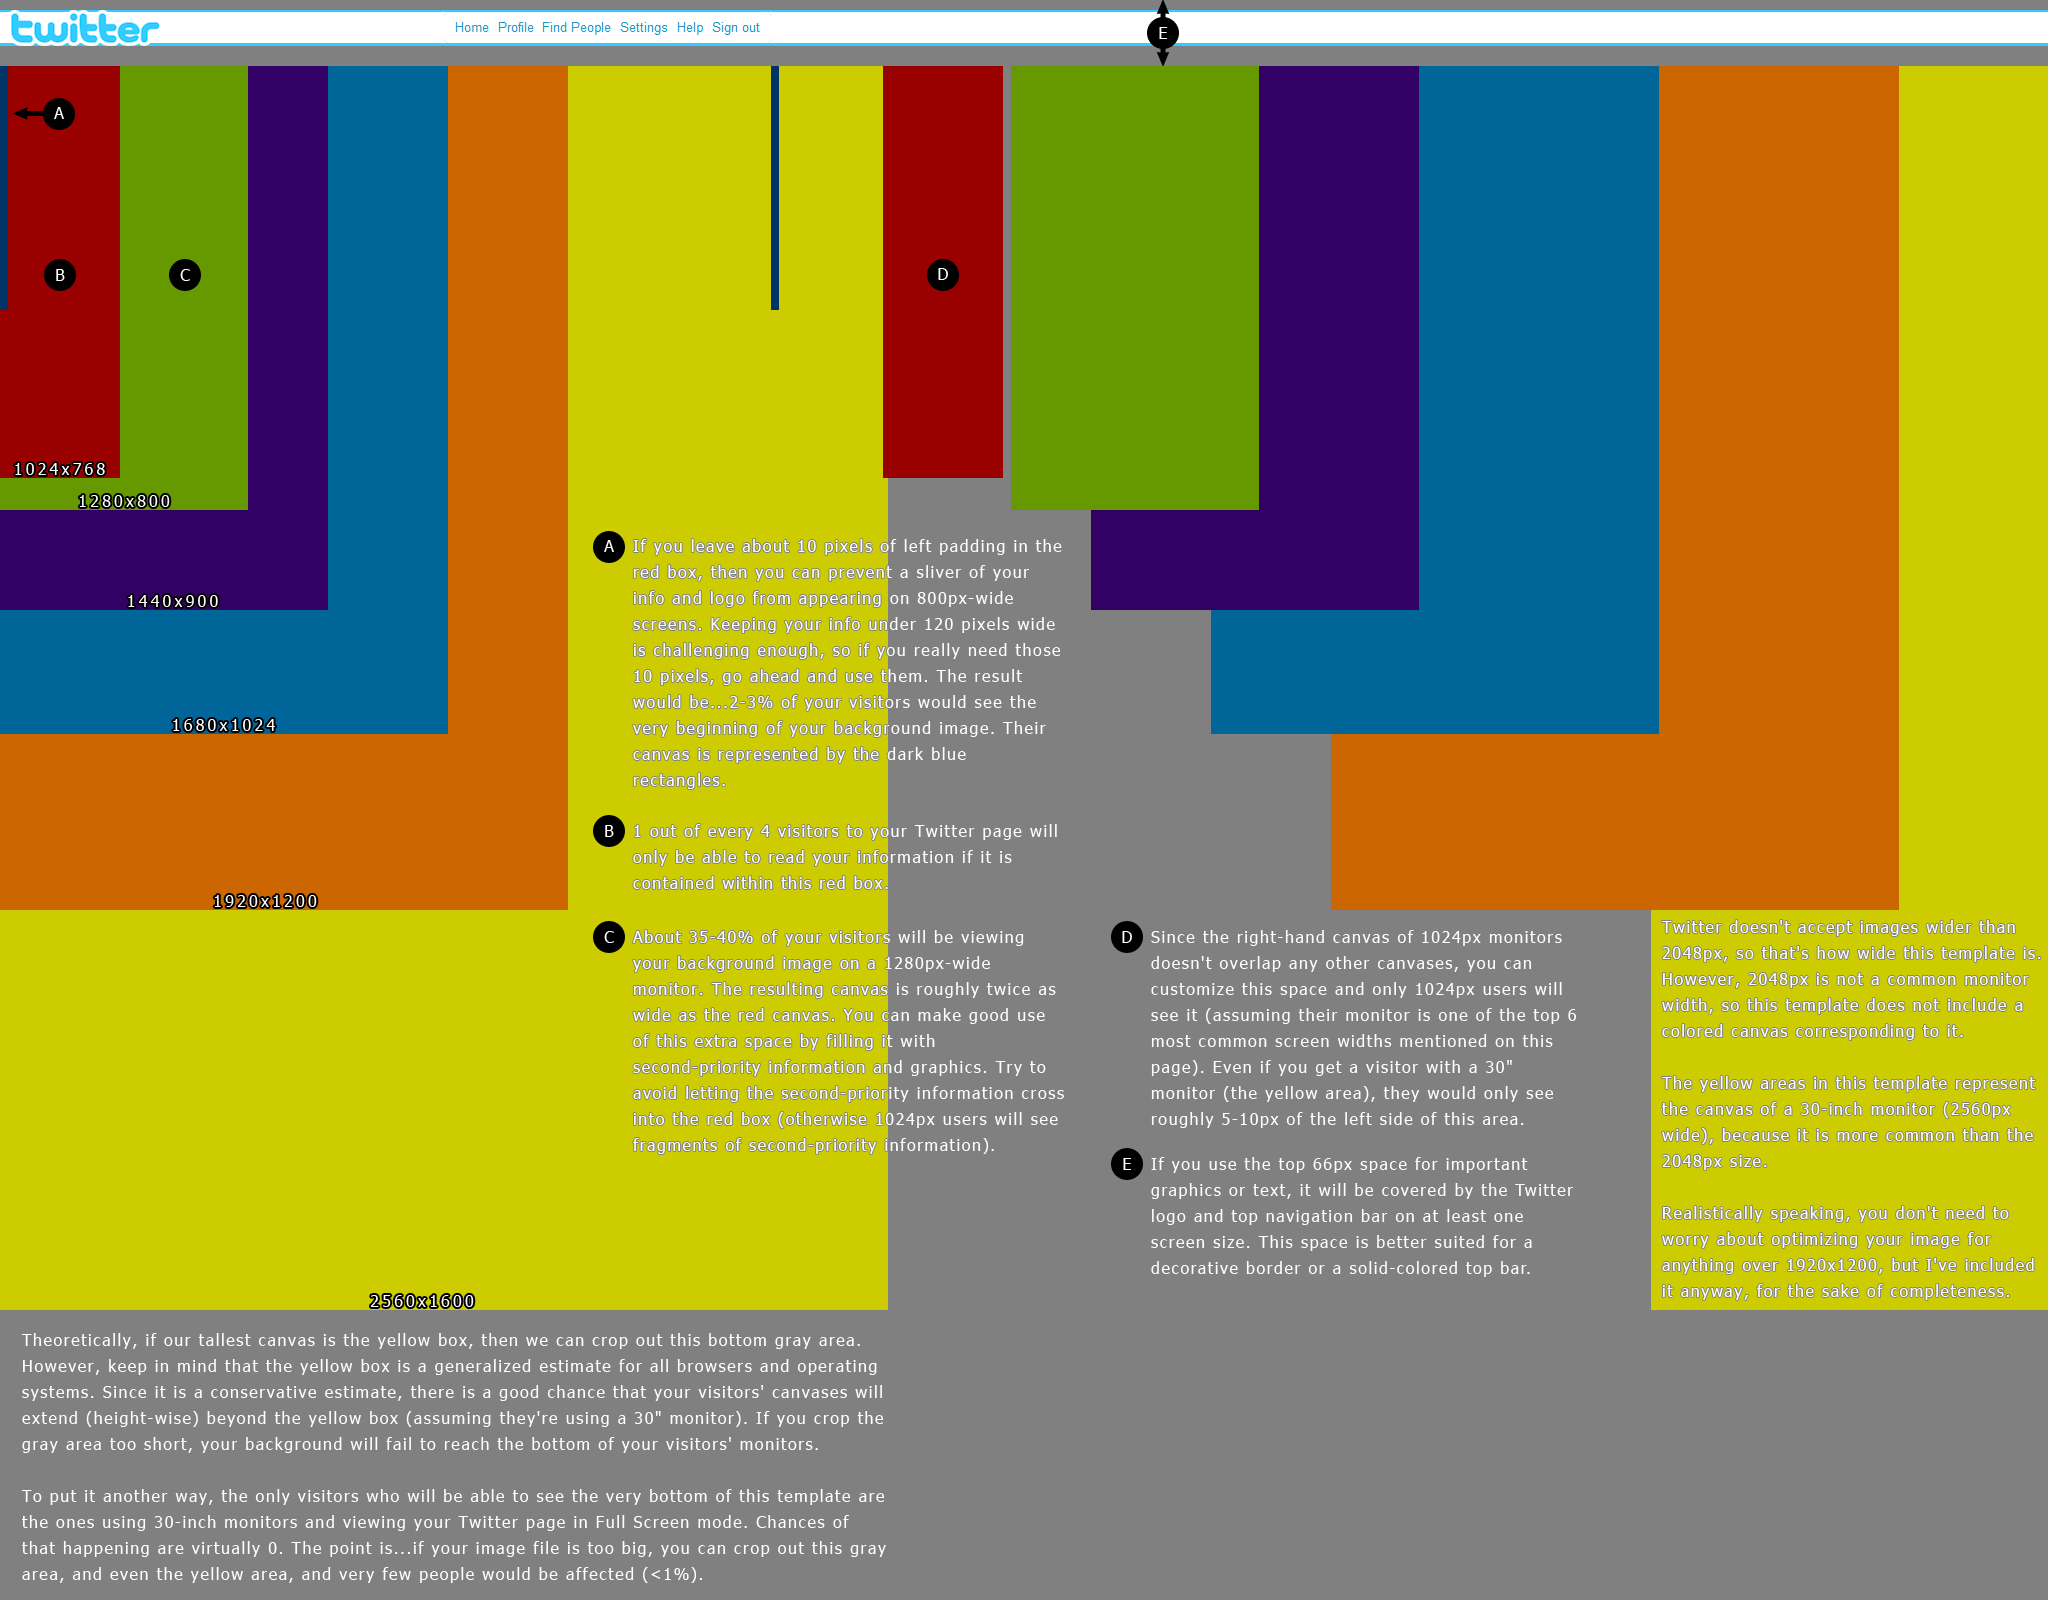 twitter
Home Profile Find People Settings Help Sign out
E
A
B
C
D
1024x768
1280x800
1440x900
1680x1024
1920x1200
2560x1600
A
If you leave about 10 pixels of left padding in the
red box, then you can prevent a sliver of your
info and logo from appearing on 800px-wide
screens. Keeping your info under 120 pixels wide
is challenging enough, so if you really need those
10 pixels, go ahead and use them. The result
would be...2-3% of your visitors would see the
very beginning of your background image. Their
canvas is represented by the dark blue
rectangles.
B
1 out of every 4 visitors to your Twitter page will
only be able to read your information if it is
contained within this red box.
C
About 35-40% of your visitors will be viewing
your background image on a 1280px-wide
monitor. The resulting canvas is roughly twice as
wide as the red canvas. You can make good use
of this extra space by filling it with
second-priority information and graphics. Try to
avoid letting the second-priority information cross
into the red box (otherwise 1024px users will see
fragments of second-priority information).
D
Since the right-hand canvas of 1024px monitors
doesn't overlap any other canvases, you can
customize this space and only 1024px users will
see it (assuming their monitor is one of the top 6
most common screen widths mentioned on this
page). Even if you get a visitor with a 30"
monitor (the yellow area), they would only see
roughly 5-10px of the left side of this area.
E
If you use the top 66px space for important
graphics or text, it will be covered by the Twitter
logo and top navigation bar on at least one
screen size. This space is better suited for a
decorative border or a solid-colored top bar.
Twitter doesn't accept images wider than
2048px, so that's how wide this template is.
However, 2048px is not a common monitor
width, so this template does not include a
colored canvas corresponding to it.
The yellow areas in this template represent
the canvas of a 30-inch monitor (2560px
wide), because it is more common than the
2048px size.
Realistically speaking, you don't need to
worry about optimizing your image for
anything over 1920x1200, but I've included
it anyway, for the sake of completeness.
Theoretically, if our tallest canvas is the yellow box, then we can crop out this bottom gray area.
However, keep in mind that the yellow box is a generalized estimate for all browsers and operating
systems. Since it is a conservative estimate, there is a good chance that your visitors' canvases will
extend (height-wise) beyond the yellow box (assuming they're using a 30" monitor). If you crop the
gray area too short, your background will fail to reach the bottom of your visitors' monitors.
To put it another way, the only visitors who will be able to see the very bottom of this template are
the ones using 30-inch monitors and viewing your Twitter page in Full Screen mode. Chances of
that happening are virtually 0. The point is...if your image file is too big, you can crop out this gray
area, and even the yellow area, and very few people would be affected (<1%).